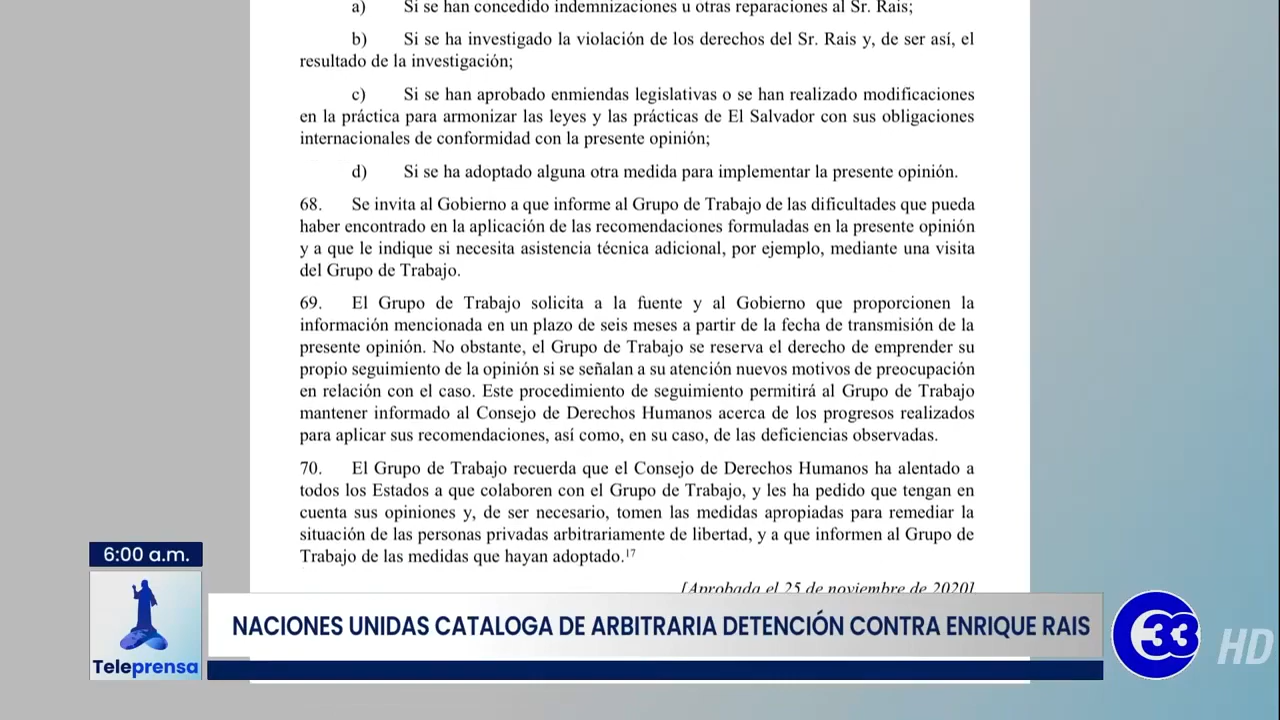 a) Si se han concedido indemnizaciones u otras reparaciones al Sr. Rais;
b) Si se ha investigado la violación de los derechos del Sr. Rais y, de ser así, el
resultado de la investigación;
c) Si se han aprobado enmiendas legislativas o se han realizado modificaciones
en la práctica para armonizar las leyes y las prácticas de El Salvador con sus obligaciones
internacionales de conformidad con la presente opinión;
d) Si se ha adoptado alguna otra medida para implementar la presente opinión.
68. Se invita al Gobierno a que informe al Grupo de Trabajo de las dificultades que pueda
haber encontrado en la aplicación de las recomendaciones formuladas en la presente opinión
y a que le indique si necesita asistencia técnica adicional, por ejemplo, mediante una visita
del Grupo de Trabajo.
69. El Grupo de Trabajo solicita a la fuente y al Gobierno que proporcionen la
información mencionada en un plazo de seis meses a partir de la fecha de transmisión de la
presente opinión. No obstante, el Grupo de Trabajo se reserva el derecho de emprender su
propio seguimiento de la opinión si se señalan a su atención nuevos motivos de preocupación
en relación con el caso. Este procedimiento de seguimiento permitirá al Grupo de Trabajo
mantener informado al Consejo de Derechos Humanos acerca de los progresos realizados
para aplicar sus recomendaciones, así como, en su caso, de las deficiencias observadas.
70. El Grupo de Trabajo recuerda que el Consejo de Derechos Humanos ha alentado a
todos los Estados a que colaboren con el Grupo de Trabajo, y les ha pedido que tengan en
cuenta sus opiniones y, de ser necesario, tomen las medidas apropiadas para remediar la
situación de las personas privadas arbitrariamente de libertad, y a que informen al Grupo de
Trabajo de las medidas que hayan adoptado.17
[Aprobada el 25 de noviembre de 2020]
6:00 a.m.
Teleprensa
NACIONES UNIDAS CATALOGA DE ARBITRARIA DETENCIÓN CONTRA ENRIQUE RAIS
33
HD